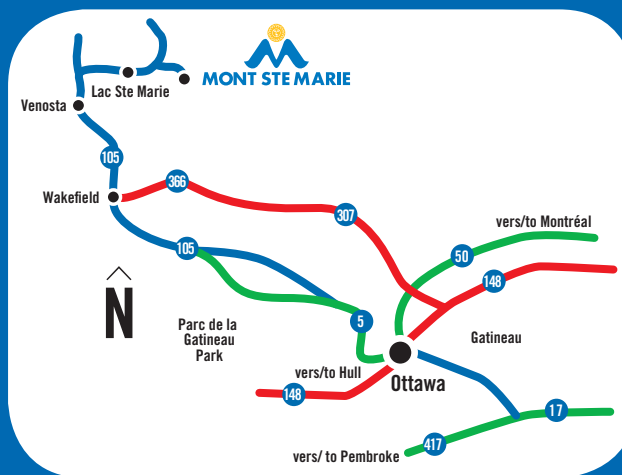 MONT STE MARIE
Lac Ste Marie
Venosta
105
366
Wakefield
307
vers/to Montréal
105
50
148
N
5
Parc de la
Gatineau
Park
Gatineau
vers/to Hull
Ottawa
148
17
417
vers/ to Pembroke